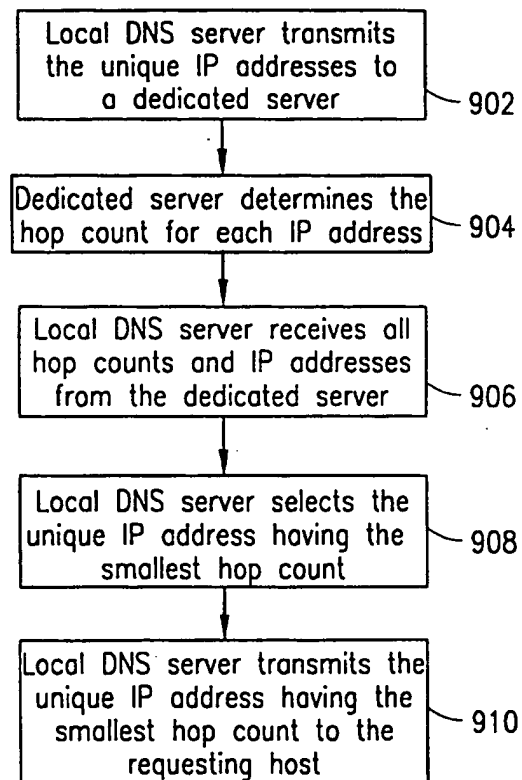 Local DNS server transmits
the unique IP addresses to
a dedicated server
902
Dedicated server determines the
hop count for each IP address
904
Local DNS server receives all
hop counts and IP addresses
from the dedicated server
906
Local DNS server selects the
unique IP address having the
smallest hop count
908
Local DNS server transmits the
unique IP address having the
smallest hop count to the
requesting host
910